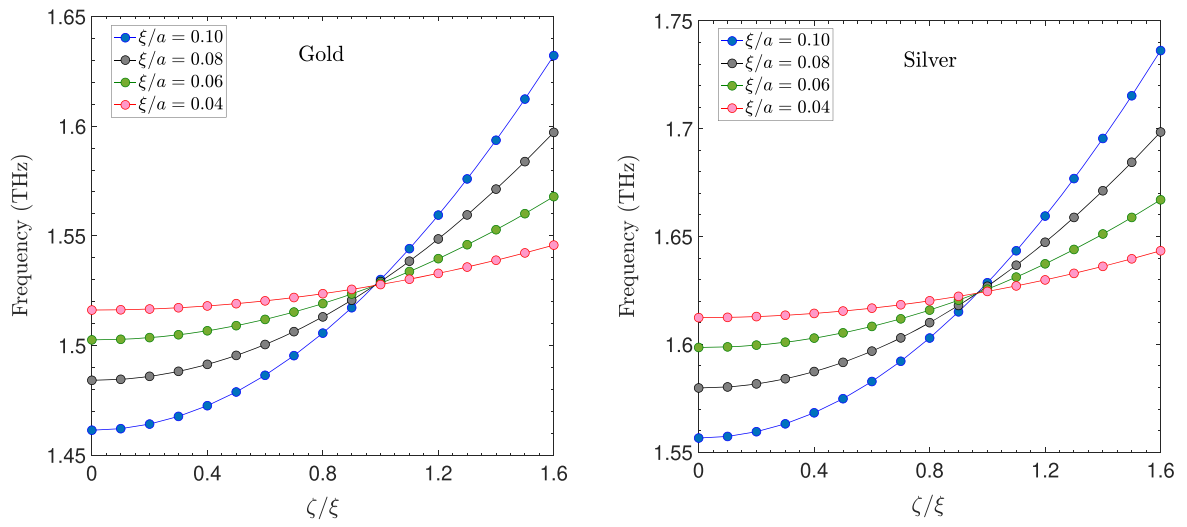 1.65
1.6
1.55
1.5
1.45
Frequency (THz)
ξ/a = 0.10
ξ/a = 0.08
ξ/a = 0.06
ξ/a = 0.04
Gold
0 0.4 0.8 1.2 1.6
ζ/ξ
1.75
1.7
1.65
1.6
1.55
Frequency (THz)
ξ/a = 0.10
ξ/a = 0.08
ξ/a = 0.06
ξ/a = 0.04
Silver
0 0.4 0.8 1.2 1.6
ζ/ξ